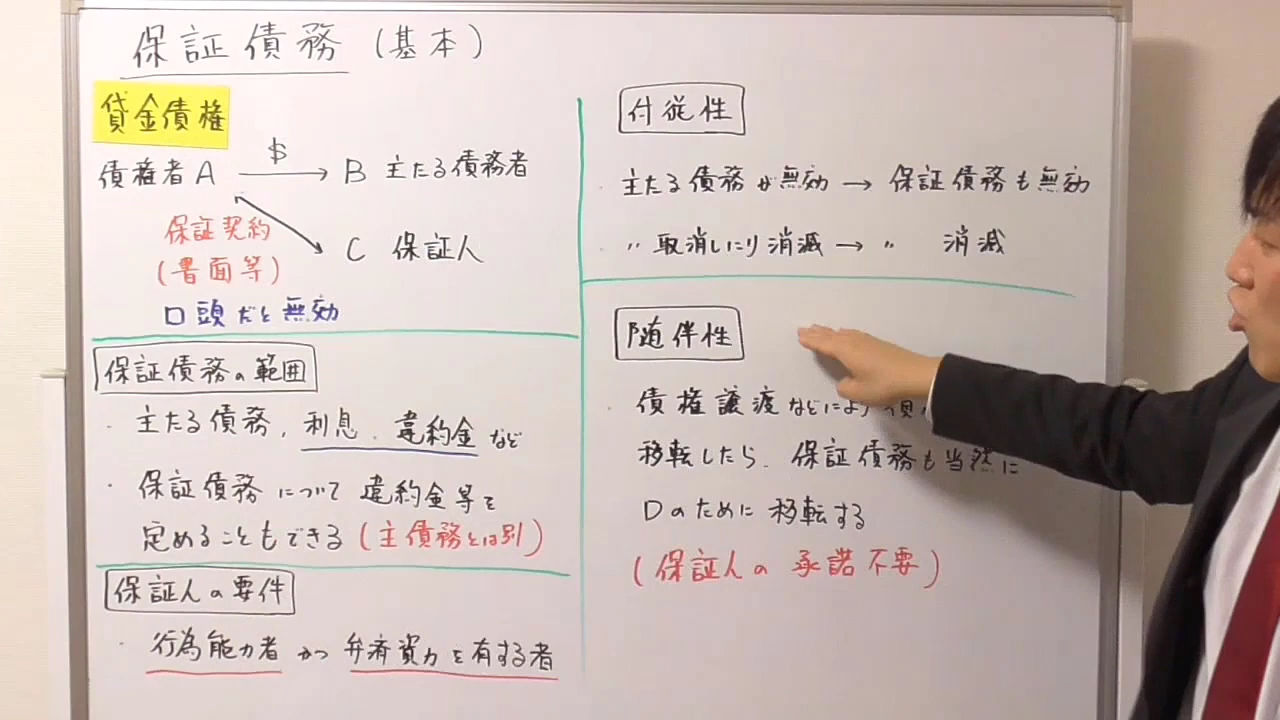 保証債務（基本）
貸金債権
債権者A $ → B 主たる債務者
保証契約
（書面等）
C 保証人
口頭だと無効
保証債務の範囲
・主たる債務、利息、違約金など
・保証債務について違約金等を
定めることもできる（主債務とは別）
保証人の要件
・行為能力者かつ弁済資力を有する者
付従性
・主たる債務が無効→保証債務も無効
・〃取消しにより消滅→〃 消滅
随伴性
・債権譲渡などにより債
移転したら、保証債務も当然に
Dのために移転する
（保証人の承諾不要）